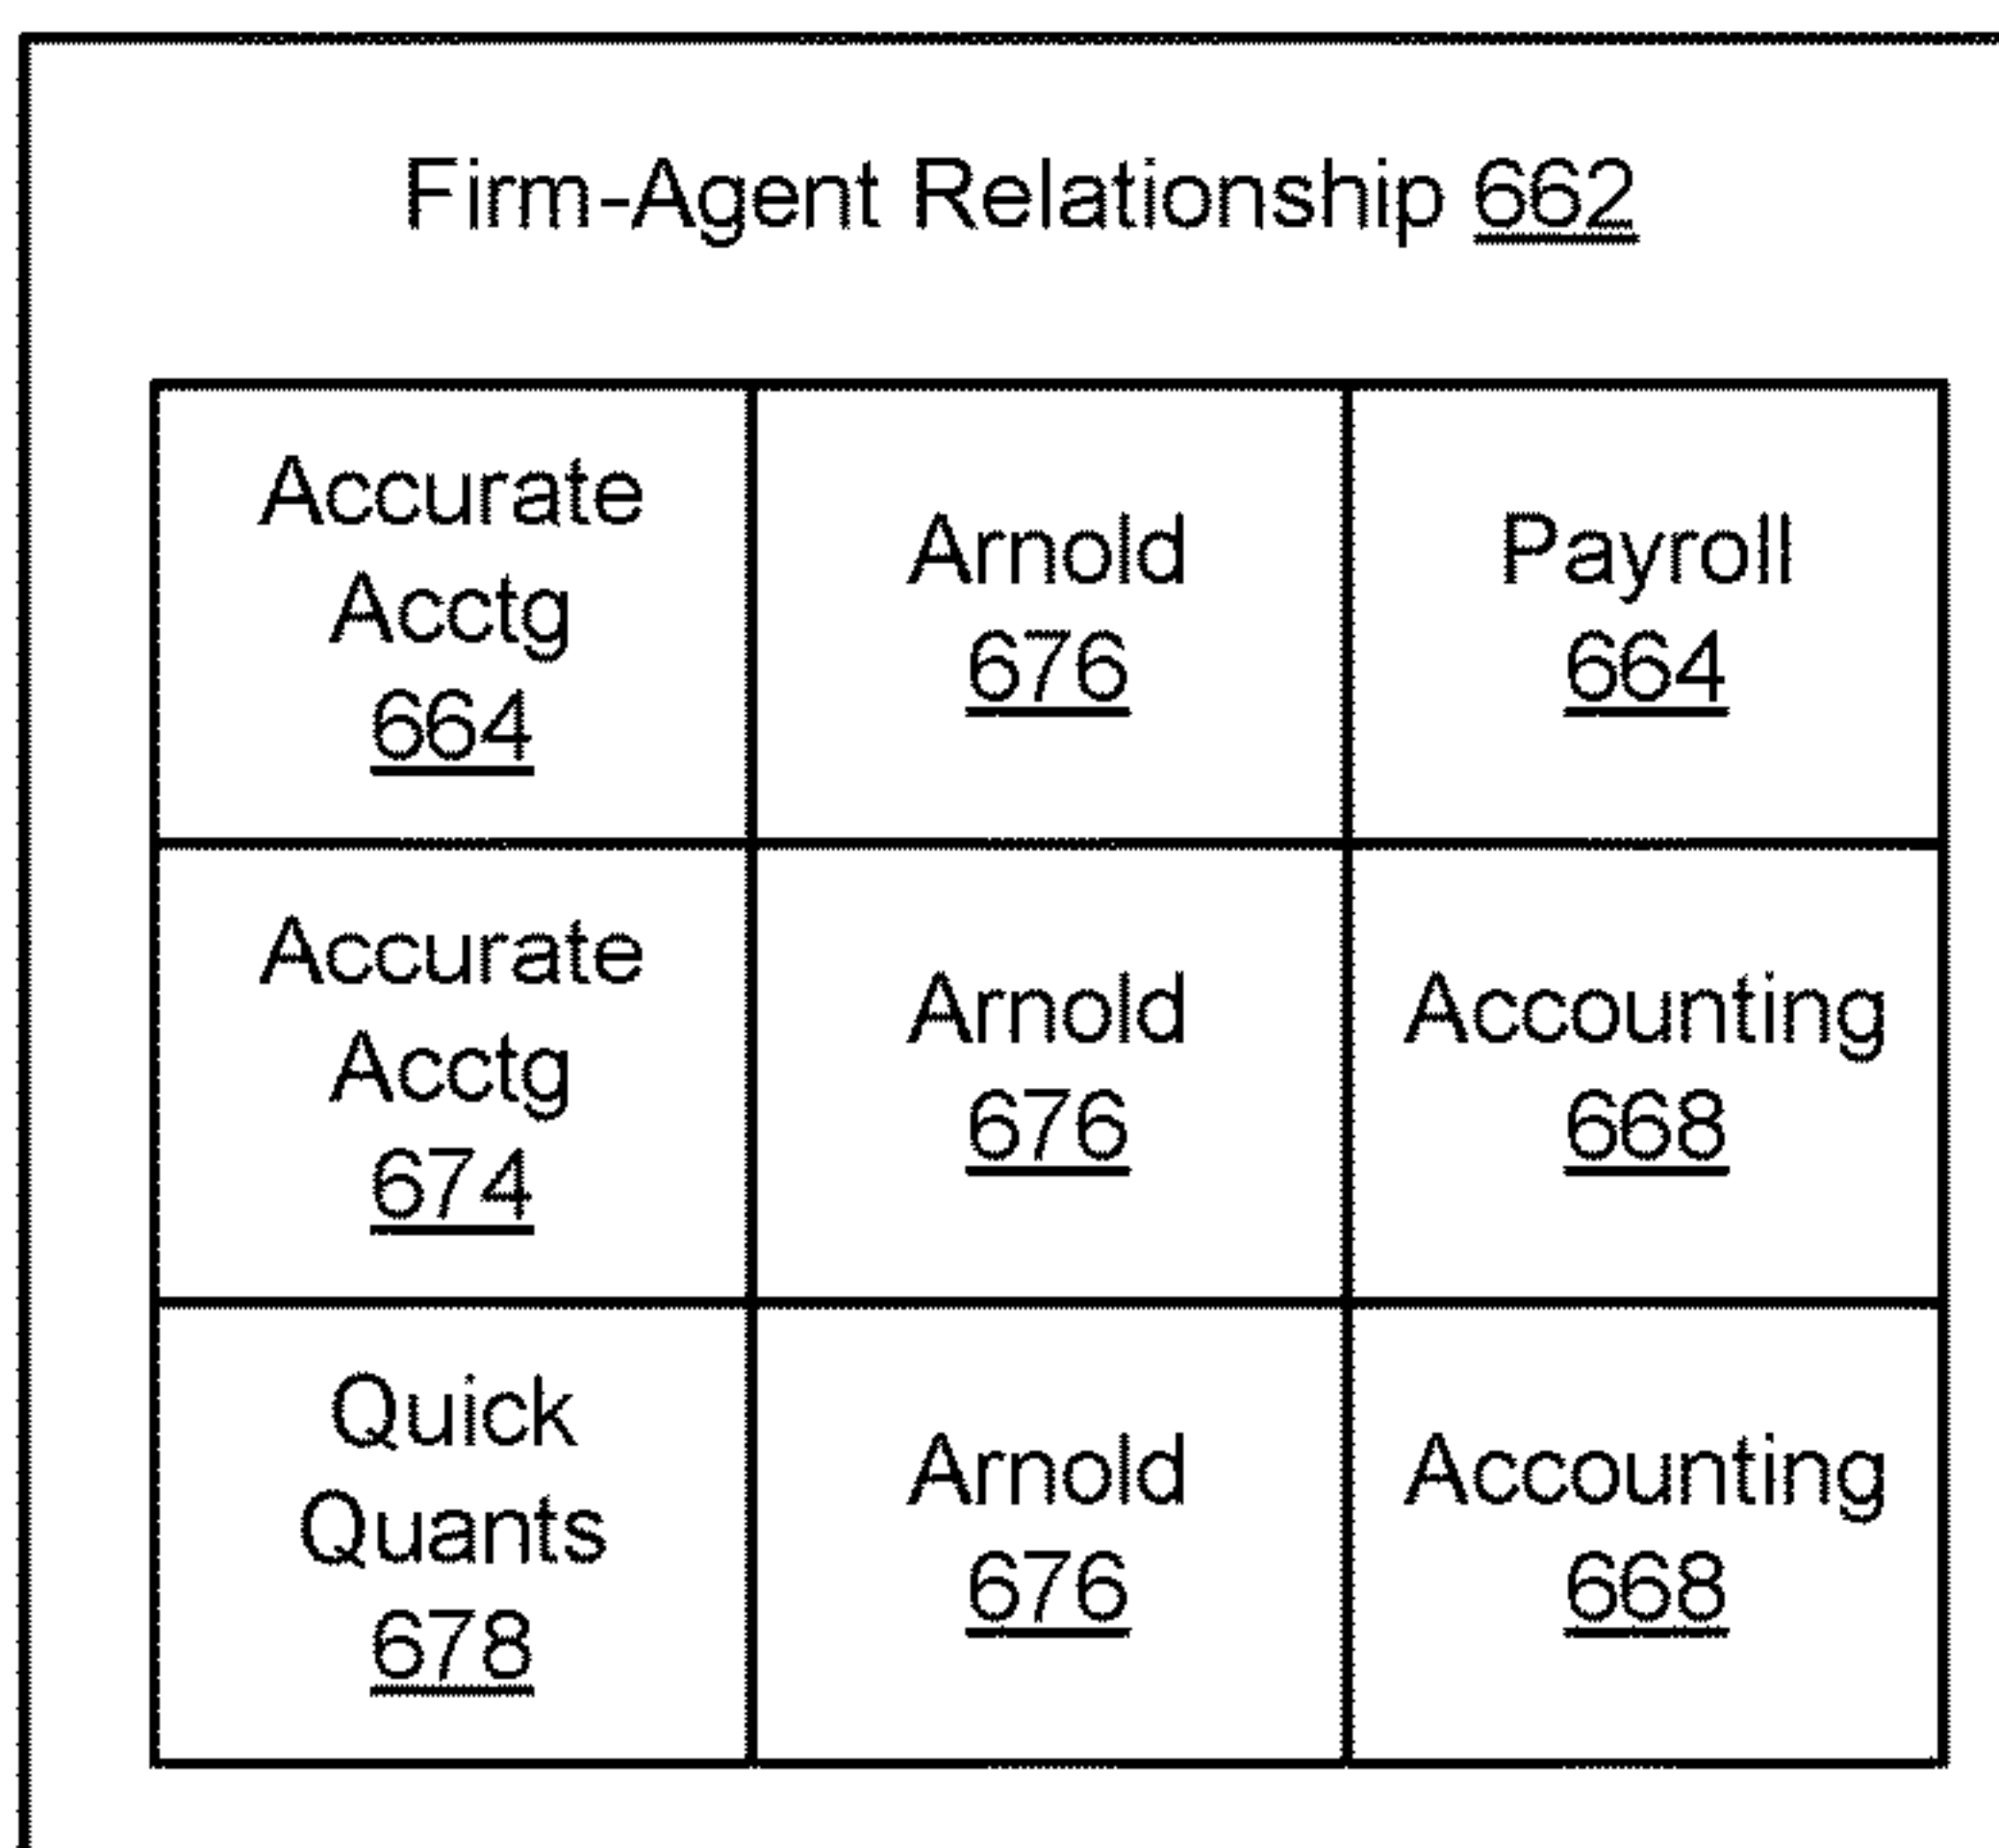 Firm-Agent Relationship 662
Accurate
Acctg
664
Arnold
676
Payroll
664
Accurate
Acctg
674
Arnold
676
Accounting
668
Quick
Quants
678
Arnold
676
Accounting
668